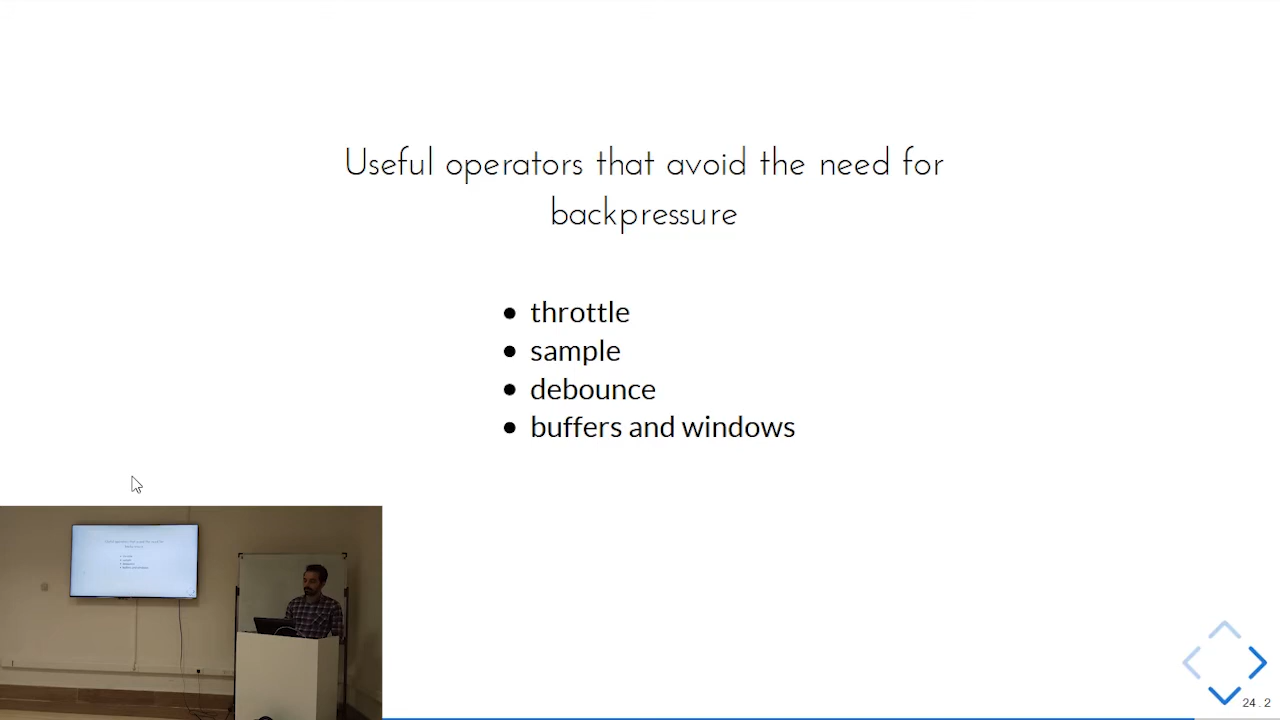 Useful operators that avoid the need for
backpressure
throttle
sample
debounce
buffers and windows
24.2